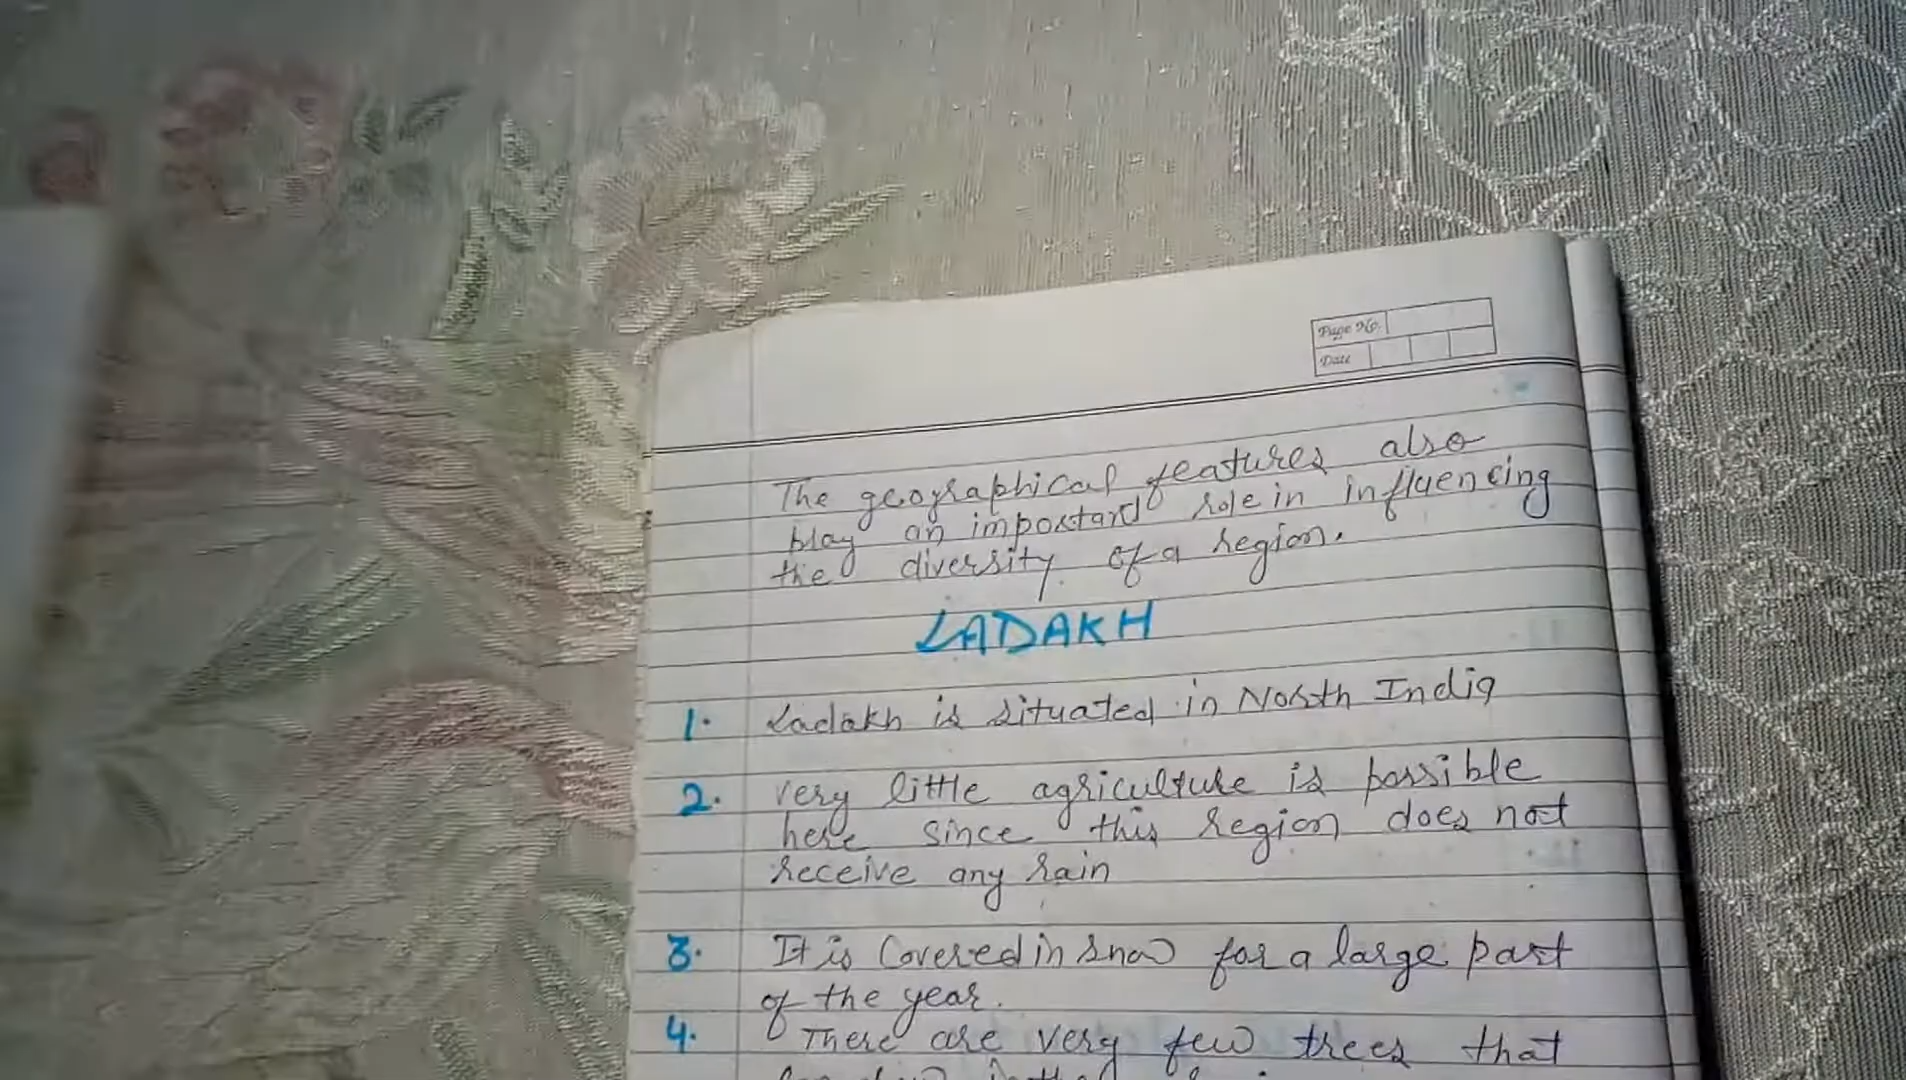 Page No.
Date
The geographical features also
play an important role in influencing
the diversity of a region.
LADAKH
1. Ladakh is situated in North India
2. very little agriculture is possible
here since this region does not
receive any rain
3. It is Covered in snow for a large part
of the year.
4. There are very few trees that